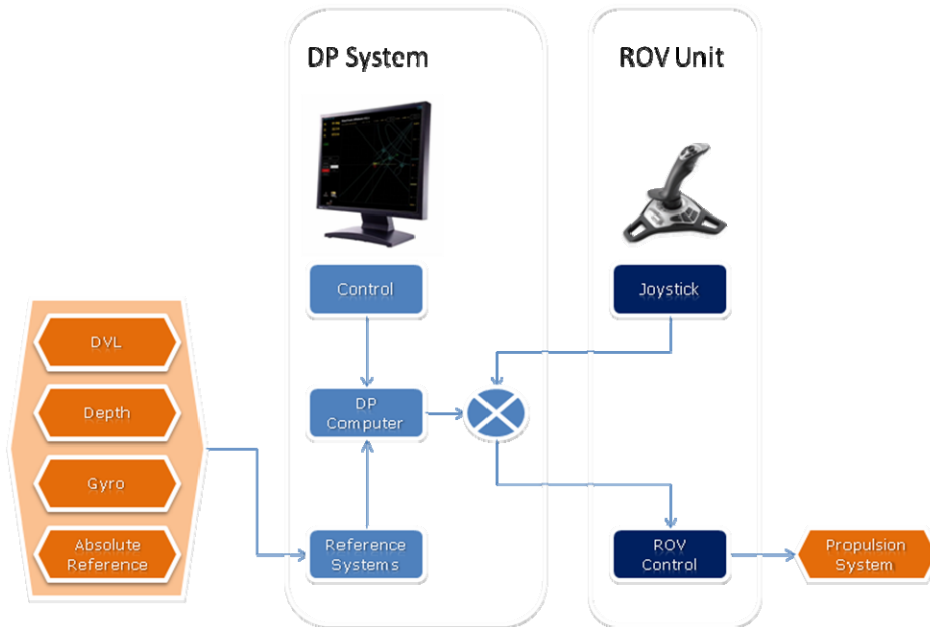 DP System
ROV Unit
Control
Joystick
DVL
Depth
Gyro
Absolute
Reference
DP
Computer
Reference
Systems
ROV
Control
Propulsion
System